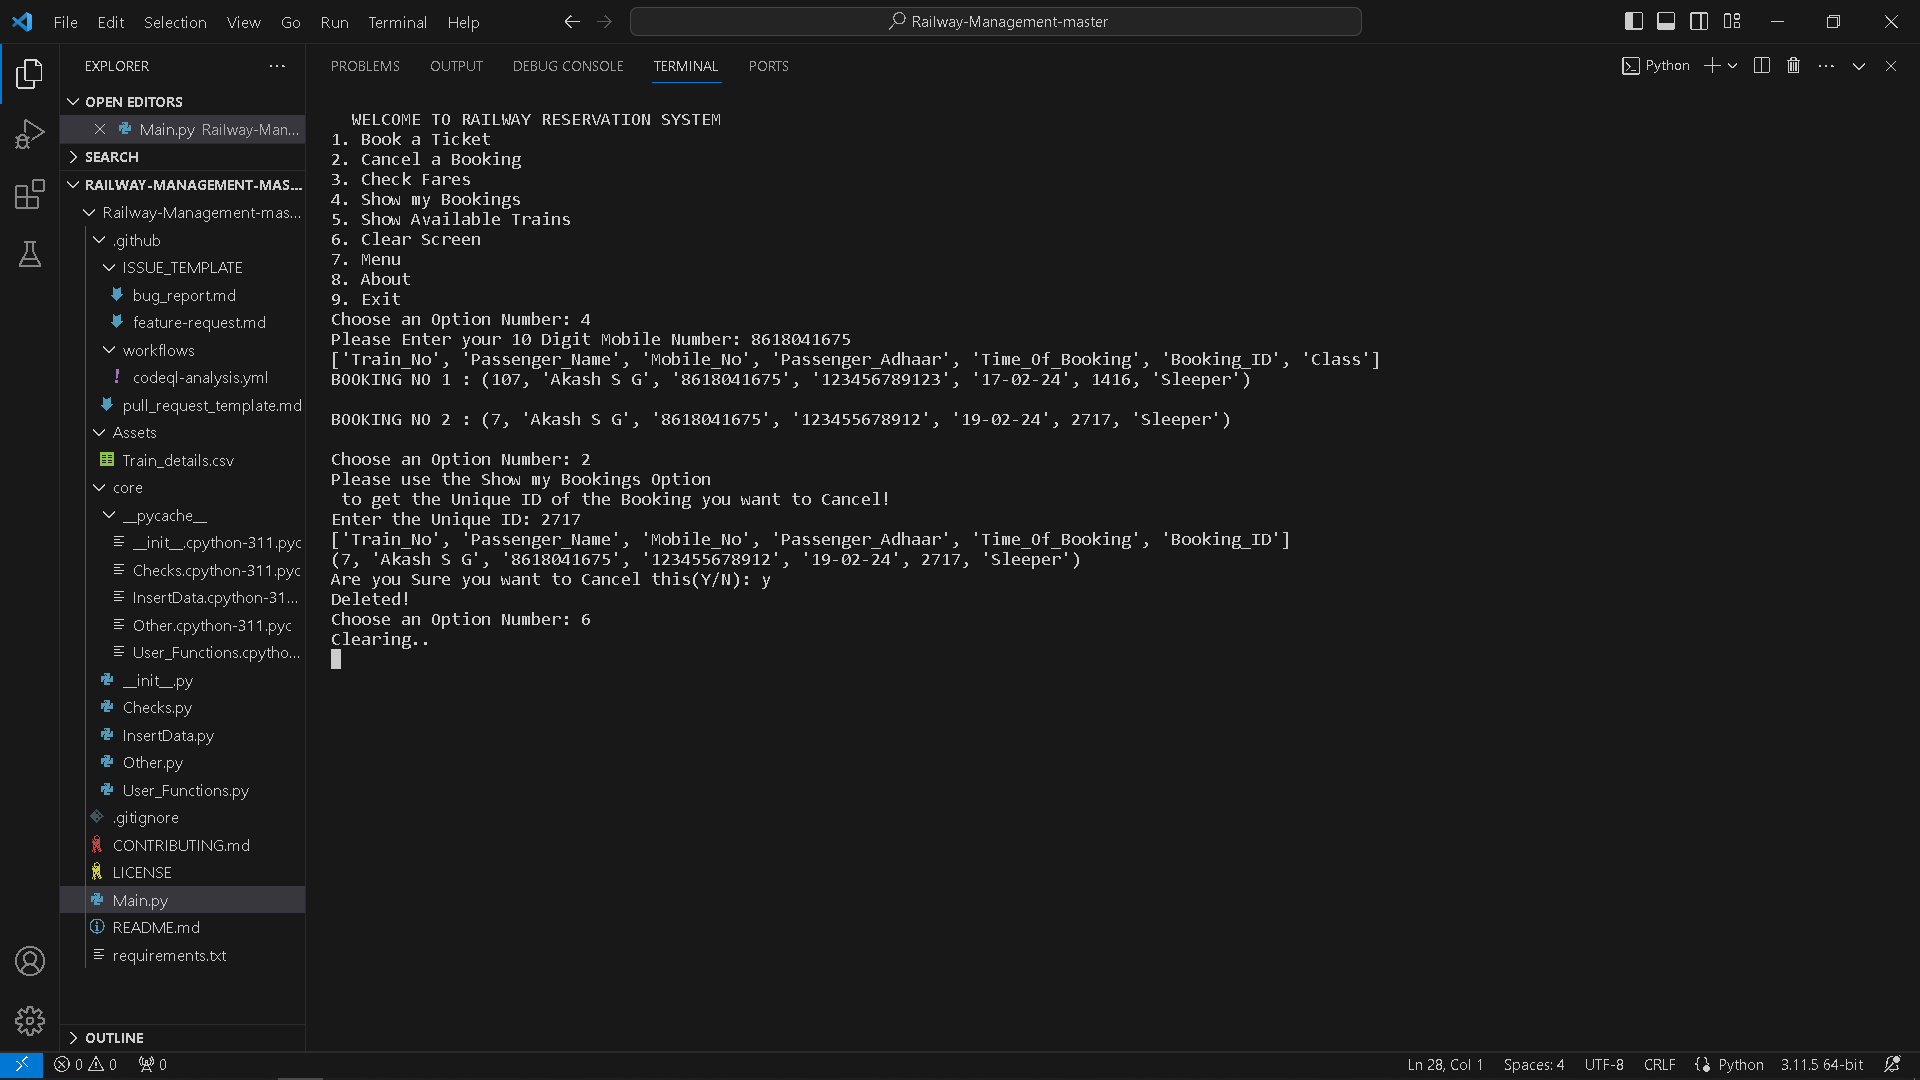 File Edit Selection View Go Run Terminal Help
Railway-Management-master
EXPLORER
OPEN EDITORS
Main.py Railway-Man...
SEARCH
RAILWAY-MANAGEMENT-MAS...
Railway-Management-mas...
.github
ISSUE_TEMPLATE
bug_report.md
feature-request.md
workflows
codeql-analysis.yml
pull_request_template.md
Assets
Train_details.csv
core
__pycache__
__init__.cpython-311.pyc
Checks.cpython-311.pyc
InsertData.cpython-31...
Other.cpython-311.pyc
User_Functions.cpytho...
__init__.py
Checks.py
InsertData.py
Other.py
User_Functions.py
.gitignore
CONTRIBUTING.md
LICENSE
Main.py
README.md
requirements.txt
OUTLINE
PROBLEMS OUTPUT DEBUG CONSOLE TERMINAL PORTS
Python
WELCOME TO RAILWAY RESERVATION SYSTEM
1. Book a Ticket
2. Cancel a Booking
3. Check Fares
4. Show my Bookings
5. Show Available Trains
6. Clear Screen
7. Menu
8. About
9. Exit
Choose an Option Number: 4
Please Enter your 10 Digit Mobile Number: 8618041675
['Train_No', 'Passenger_Name', 'Mobile_No', 'Passenger_Adhaar', 'Time_Of_Booking', 'Booking_ID', 'Class']
BOOKING NO 1 : (107, 'Akash S G', '8618041675', '123456789123', '17-02-24', 1416, 'Sleeper')
BOOKING NO 2 : (7, 'Akash S G', '8618041675', '123455678912', '19-02-24', 2717, 'Sleeper')
Choose an Option Number: 2
Please use the Show my Bookings Option
to get the Unique ID of the Booking you want to Cancel!
Enter the Unique ID: 2717
['Train_No', 'Passenger_Name', 'Mobile_No', 'Passenger_Adhaar', 'Time_Of_Booking', 'Booking_ID']
(7, 'Akash S G', '8618041675', '123455678912', '19-02-24', 2717, 'Sleeper')
Are you Sure you want to Cancel this(Y/N): y
Deleted!
Choose an Option Number: 6
Clearing..
0 0 0
Ln 28, Col 1 Spaces: 4 UTF-8 CRLF Python 3.11.5 64-bit